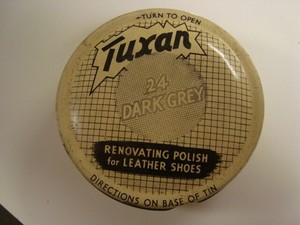 TURN TO OPEN
Tuxan
24
DARK GREY
RENOVATING POLISH
for LEATHER SHOES
DIRECTIONS ON BASE OF TIN